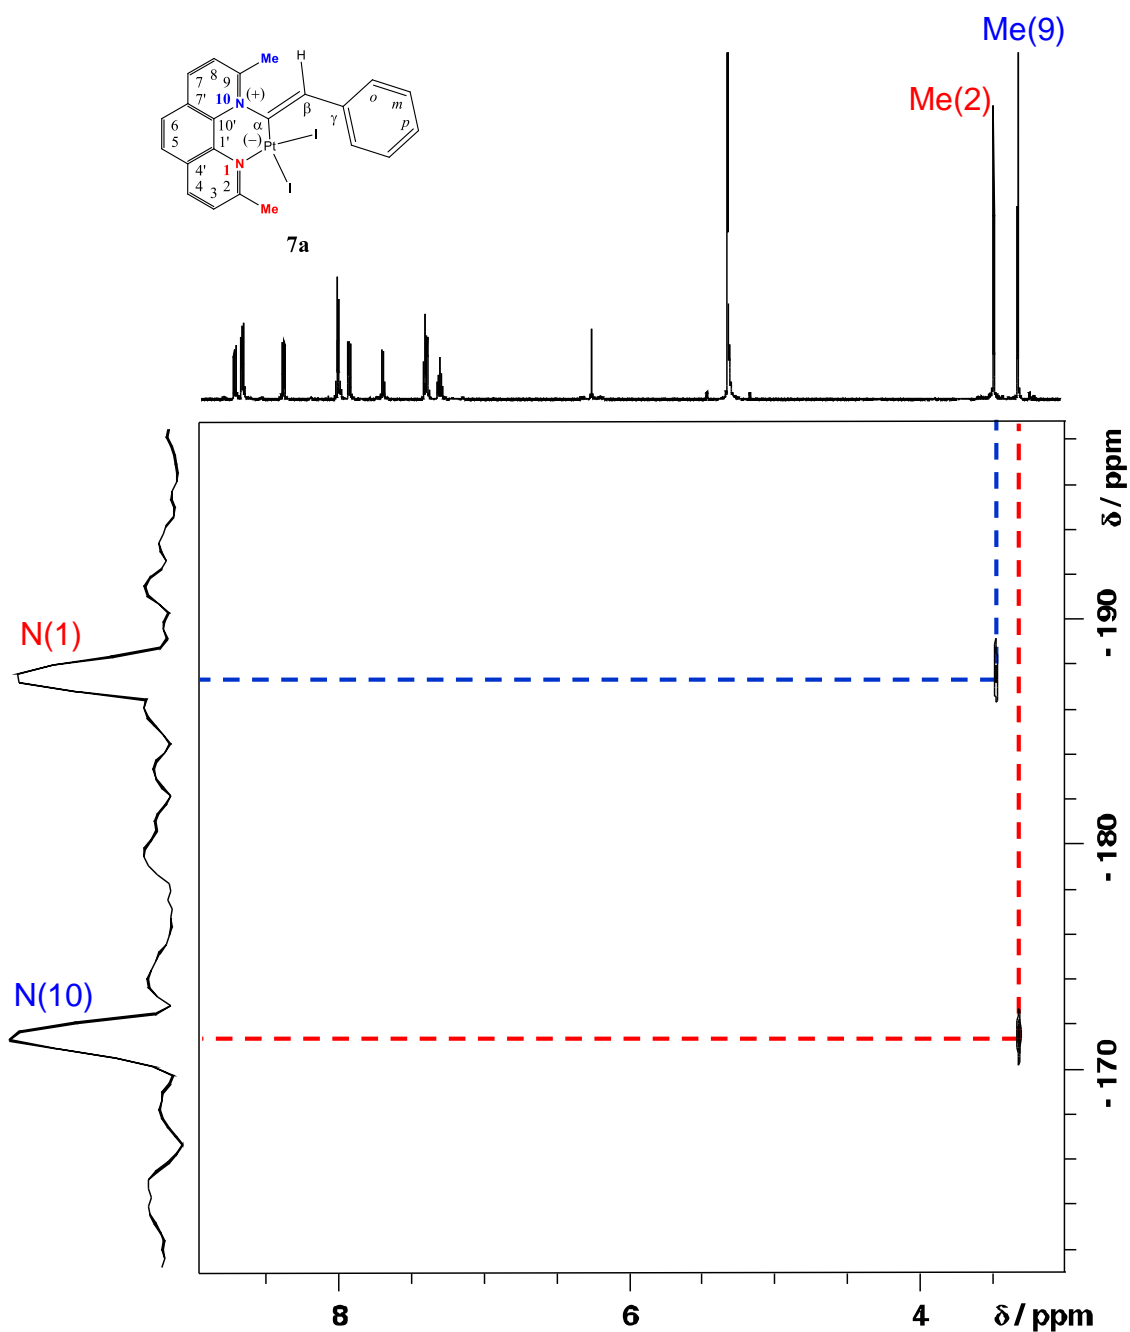 Me(9)
Me(2)
Me
H
8
9
7
7'
10
N
(+)
o
m
β
6
10'
α
γ
p
5
1'
(−)
Pt
I
4'
1
N
4
3
2
I
Me
7a
δ / ppm
- 190
N(1)
- 180
N(10)
- 170
8
6
4
δ / ppm